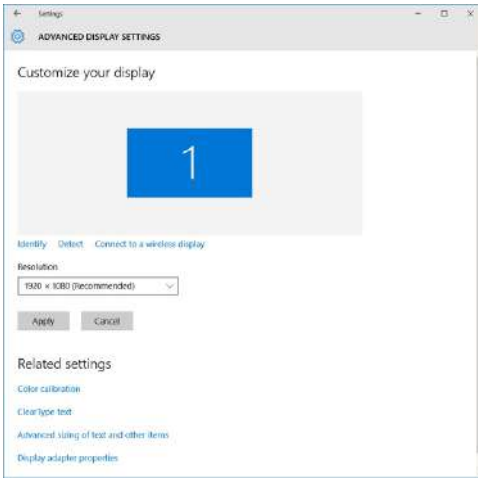 Settings
ADVANCED DISPLAY SETTINGS
Customize your display
1
Identify Detect Connect to a wireless display
Resolution
1920 × 1080 (Recommended)
Apply Cancel
Related settings
Color calibration
ClearType text
Advanced sizing of text and other items
Display adapter properties